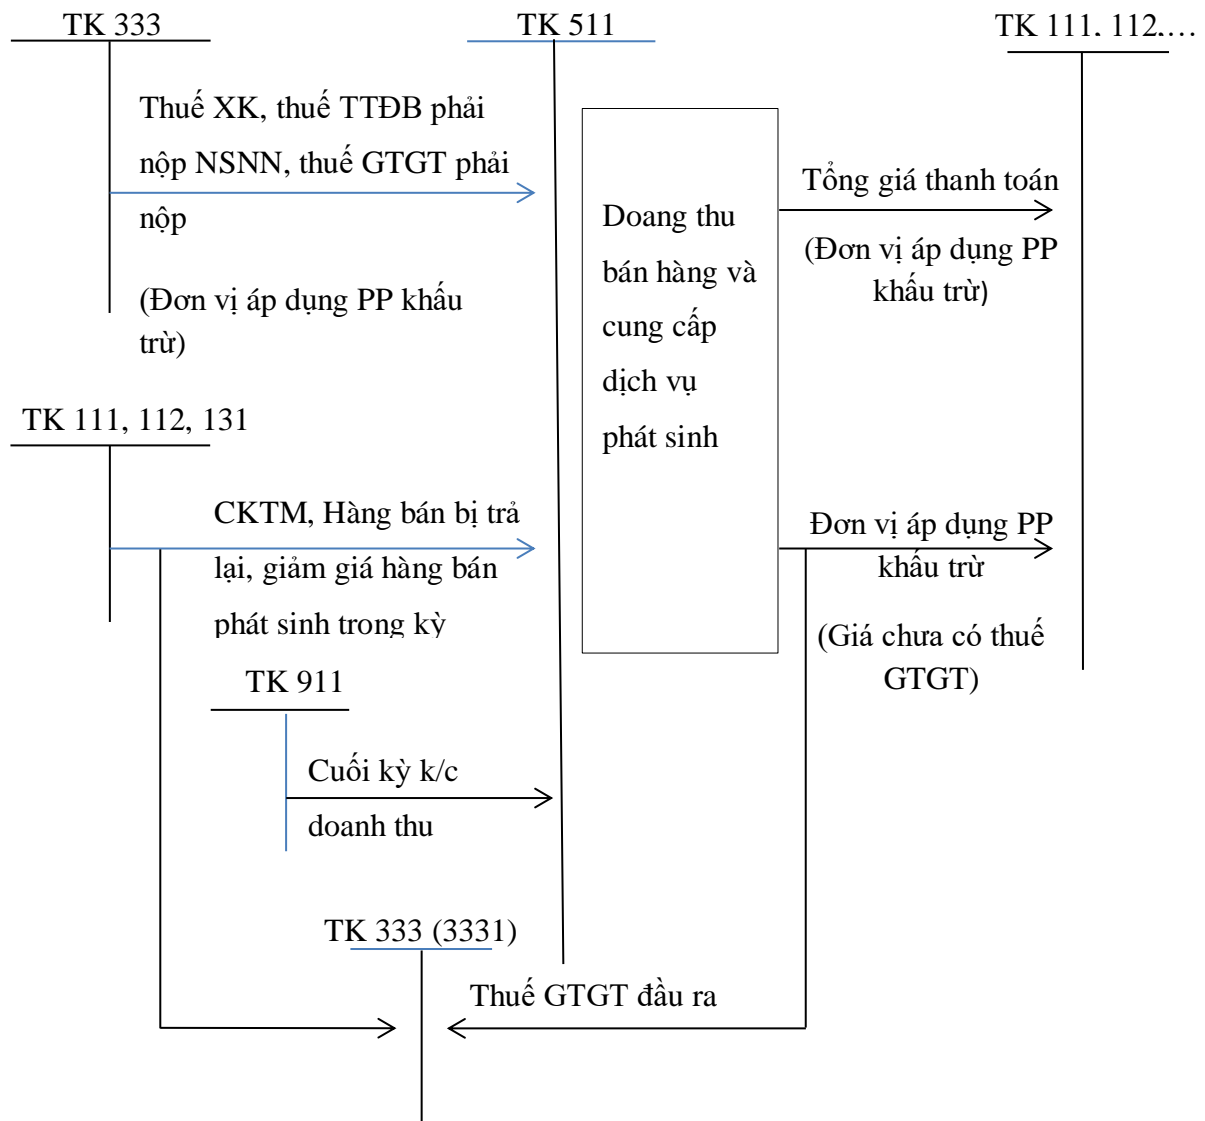 TK 333
TK 511
TK 111, 112,…
Thuế XK, thuế TTĐB phải
nộp NSNN, thuế GTGT phải
nộp
(Đơn vị áp dụng PP khấu
trừ)
Doang thu
bán hàng và
cung cấp
dịch vụ
phát sinh
Tổng giá thanh toán
(Đơn vị áp dụng PP
khấu trừ)
TK 111, 112, 131
CKTM, Hàng bán bị trả
lại, giảm giá hàng bán
phát sinh trong kỳ
Đơn vị áp dụng PP
khấu trừ
(Giá chưa có thuế
GTGT)
TK 911
Cuối kỳ k/c
doanh thu
TK 333 (3331)
Thuế GTGT đầu ra